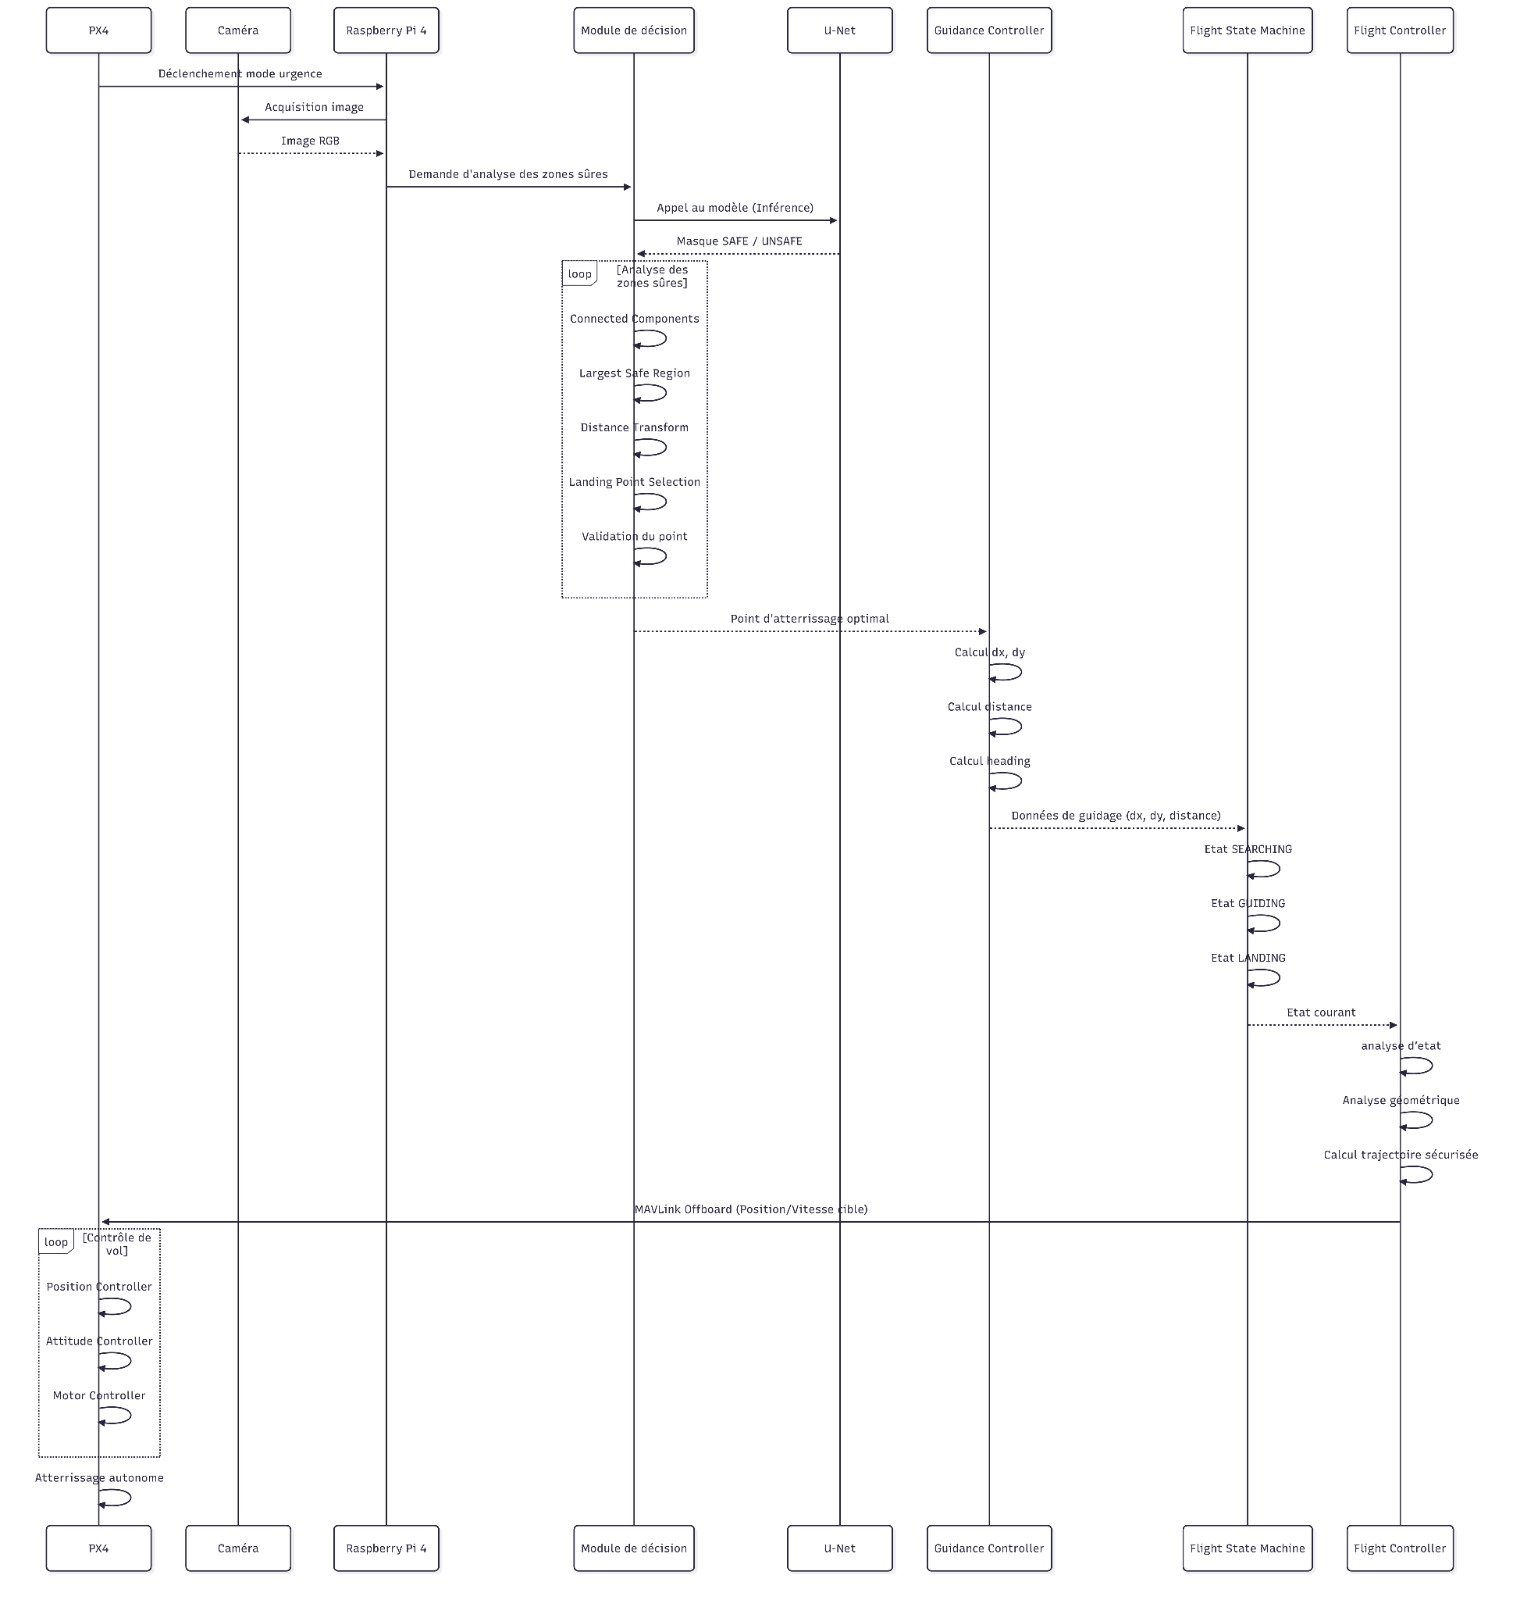 PX4
Caméra
Raspberry Pi 4
Module de décision
U-Net
Guidance Controller
Flight State Machine
Flight Controller
Déclenchement mode urgence
Acquisition image
Image RGB
Demande d'analyse des zones sûres
Appel au modèle (Inférence)
Masque SAFE / UNSAFE
loop
[Analyse des
zones sûres]
Connected Components
Largest Safe Region
Distance Transform
Landing Point Selection
Validation du point
Point d'atterrissage optimal
Calcul dx, dy
Calcul distance
Calcul heading
Données de guidage (dx, dy, distance)
Etat SEARCHING
Etat GUIDING
Etat LANDING
Etat courant
analyse d’etat
Analyse géométrique
Calcul trajectoire sécurisée
MAVLink Offboard (Position/Vitesse cible)
loop
[Contrôle de
vol]
Position Controller
Attitude Controller
Motor Controller
Atterrissage autonome
PX4
Caméra
Raspberry Pi 4
Module de décision
U-Net
Guidance Controller
Flight State Machine
Flight Controller